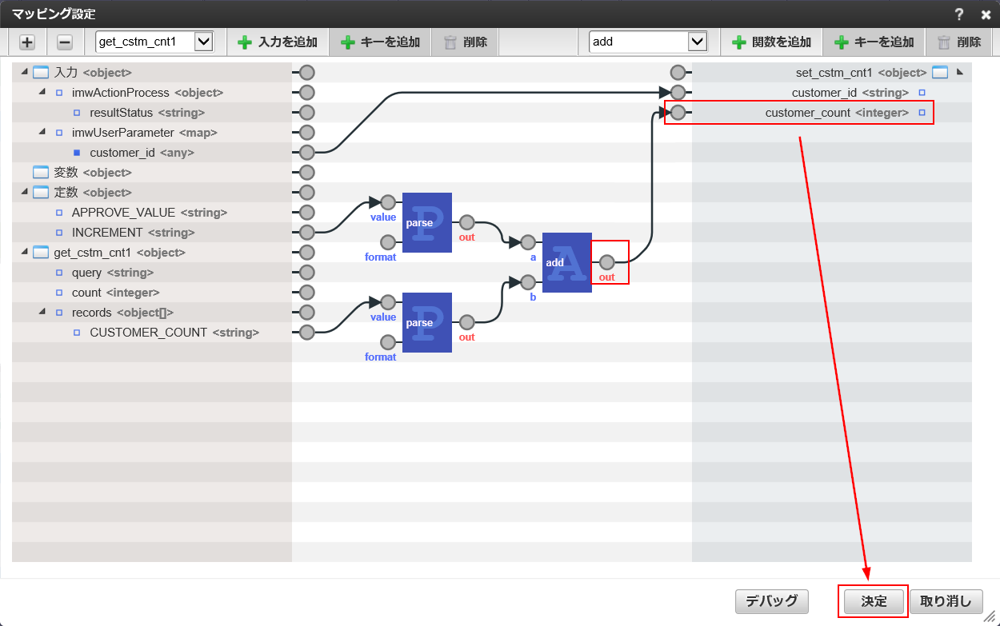 マッピング設定
?
get_cstm_cnt1
入力を追加
キーを追加
削除
add
関数を追加
キーを追加
削除
入力 <object>
imwActionProcess <object>
resultStatus <string>
imwUserParameter <map>
customer_id <any>
変数 <object>
定数 <object>
APPROVE_VALUE <string>
INCREMENT <string>
get_cstm_cnt1 <object>
query <string>
count <integer>
records <object[]>
CUSTOMER_COUNT <string>
value
format
P
parse
out
value
format
P
parse
out
a
b
A
add
out
set_cstm_cnt1 <object>
customer_id <string>
customer_count <integer>
デバッグ
決定
取り消し